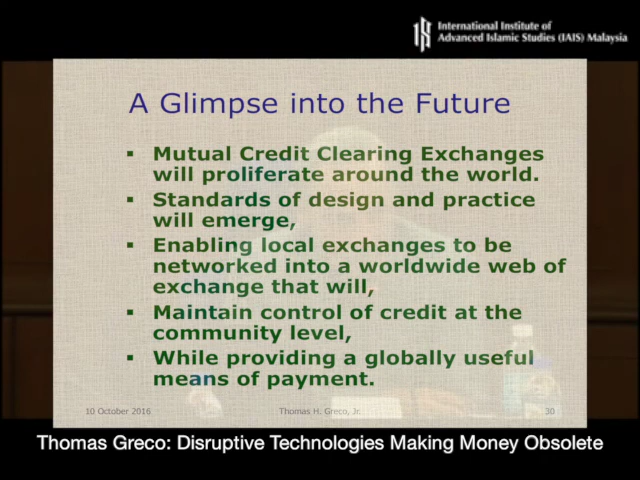 International Institute of
Advanced Islamic Studies (IAIS) Malaysia
A Glimpse into the Future
▪ Mutual Credit Clearing Exchanges
will proliferate around the world.
▪ Standards of design and practice
will emerge,
▪ Enabling local exchanges to be
networked into a worldwide web of
exchange that will,
▪ Maintain control of credit at the
community level,
▪ While providing a globally useful
means of payment.
10 October 2016 Thomas H. Greco, Jr. 30
Thomas Greco: Disruptive Technologies Making Money Obsolete